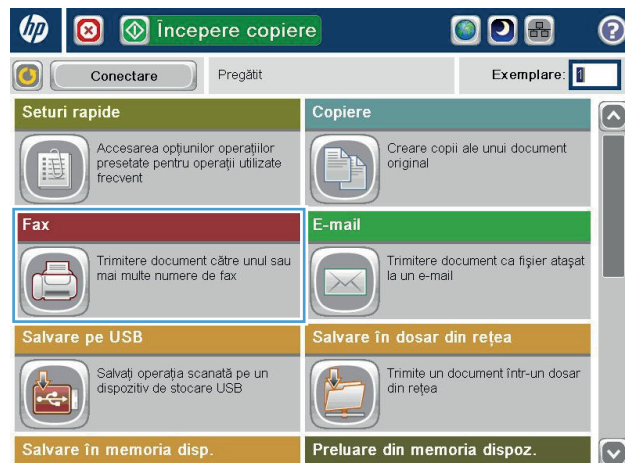 hp
Începere copiere
?
Conectare
Pregătit
Exemplare: 1
Seturi rapide
Accesarea opțiunilor operațiilor
presetate pentru operații utilizate
frecvent
Copiere
Creare copii ale unui document
original
Fax
Trimitere document către unul sau
mai multe numere de fax
E-mail
Trimitere document ca fișier atașat
la un e-mail
Salvare pe USB
Salvați operația scanată pe un
dispozitiv de stocare USB
Salvare în dosar din rețea
Trimite un document într-un dosar
din rețea
Salvare în memoria disp.
Preluare din memoria dispoz.